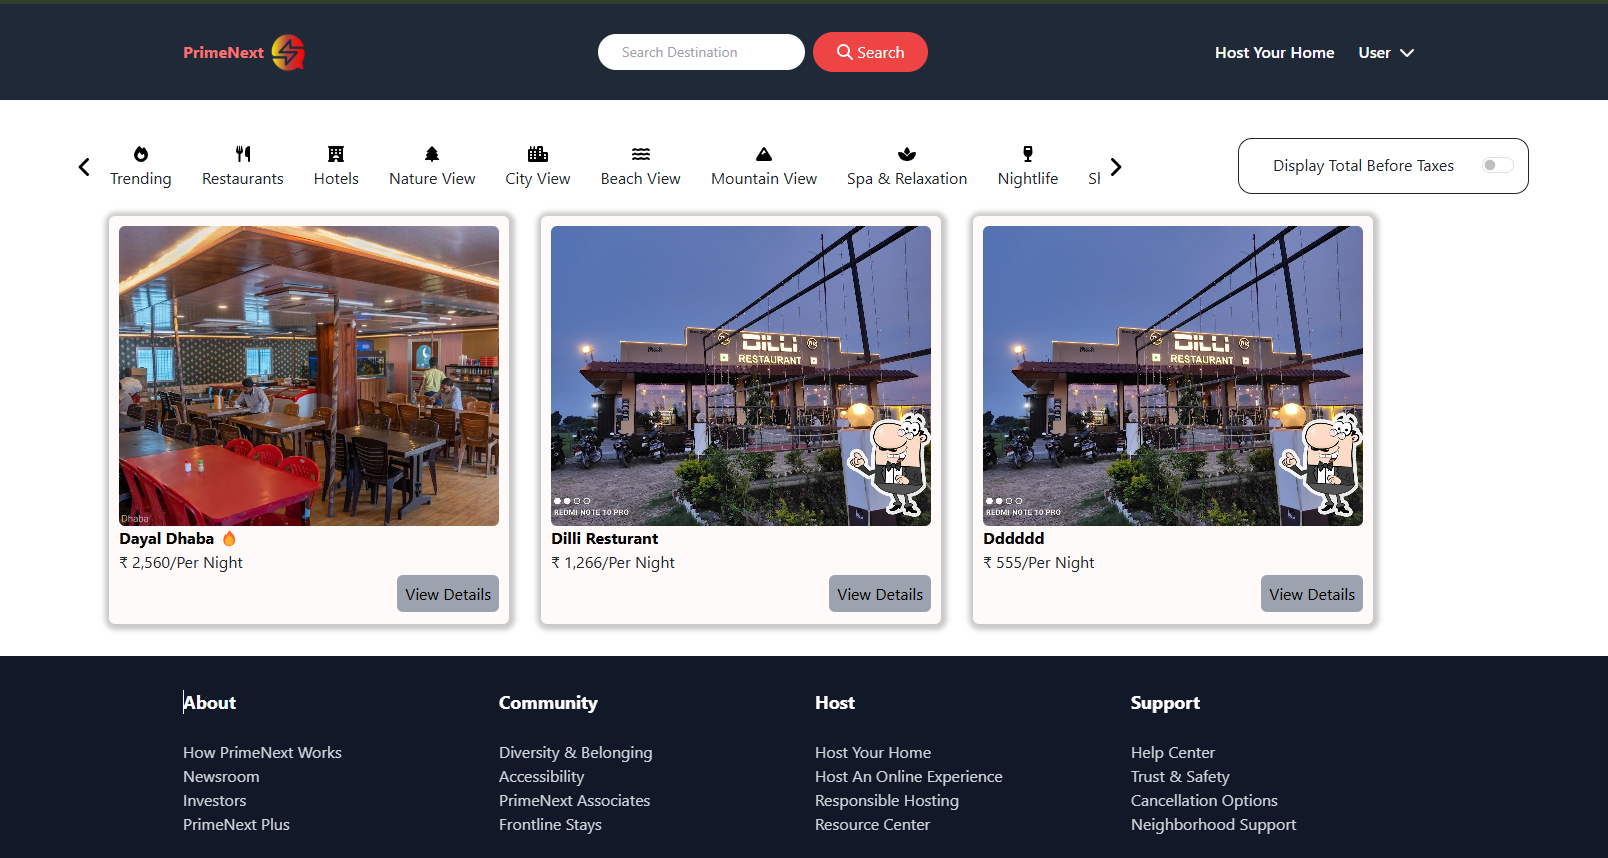 PrimeNext
Search Destination
Search
Host Your Home
User
Trending
Restaurants
Hotels
Nature View
City View
Beach View
Mountain View
Spa & Relaxation
Nightlife
Sl
Display Total Before Taxes
Dhaba
DILLI
RESTAURANT
REDMI NOTE 10 PRO
DILLI
RESTAURANT
REDMI NOTE 10 PRO
Dayal Dhaba 🔥
₹ 2,560/Per Night
View Details
Dilli Resturant
₹ 1,266/Per Night
View Details
Dddddd
₹ 555/Per Night
View Details
About
How PrimeNext Works
Newsroom
Investors
PrimeNext Plus
Community
Diversity & Belonging
Accessibility
PrimeNext Associates
Frontline Stays
Host
Host Your Home
Host An Online Experience
Responsible Hosting
Resource Center
Support
Help Center
Trust & Safety
Cancellation Options
Neighborhood Support